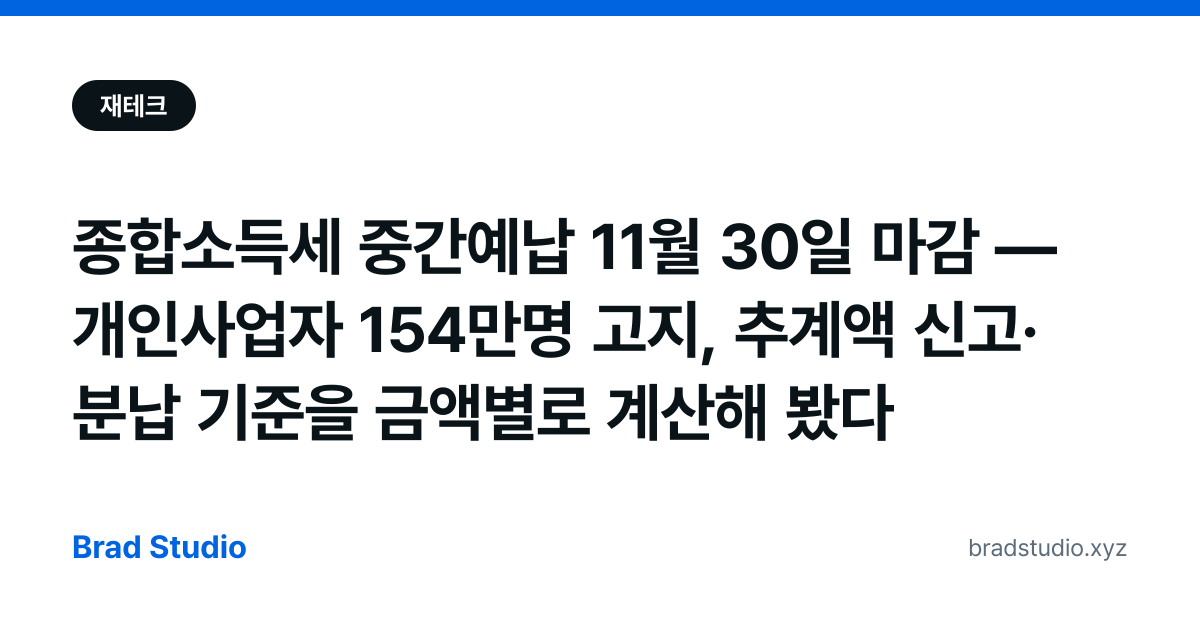 재테크
종합소득세 중간예납 11월 30일 마감 —
개인사업자 154만명 고지, 추계액 신고·
분납 기준을 금액별로 계산해 봤다
Brad Studio
bradstudio.xyz